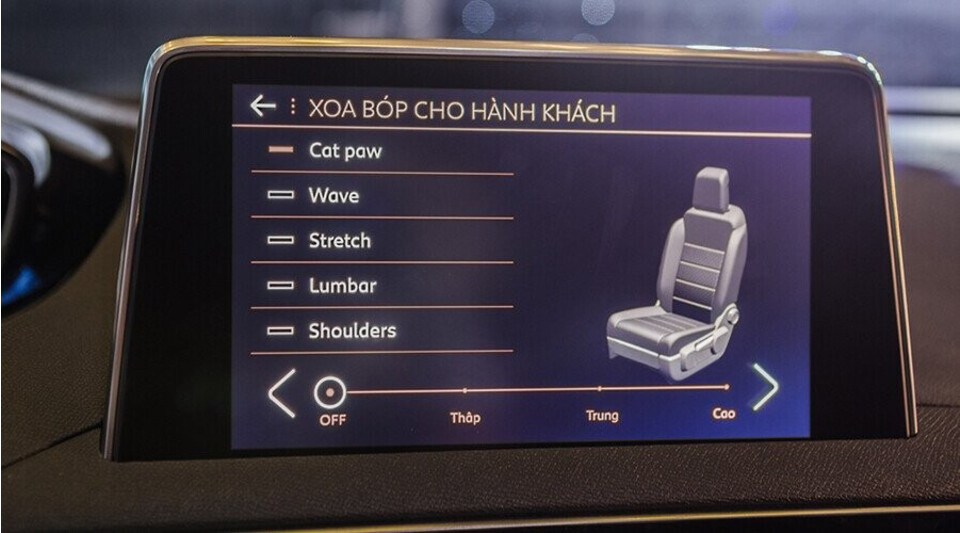 XOA BÓP CHO HÀNH KHÁCH
Cat paw
Wave
Stretch
Lumbar
Shoulders
OFF Thấp Trung Cao